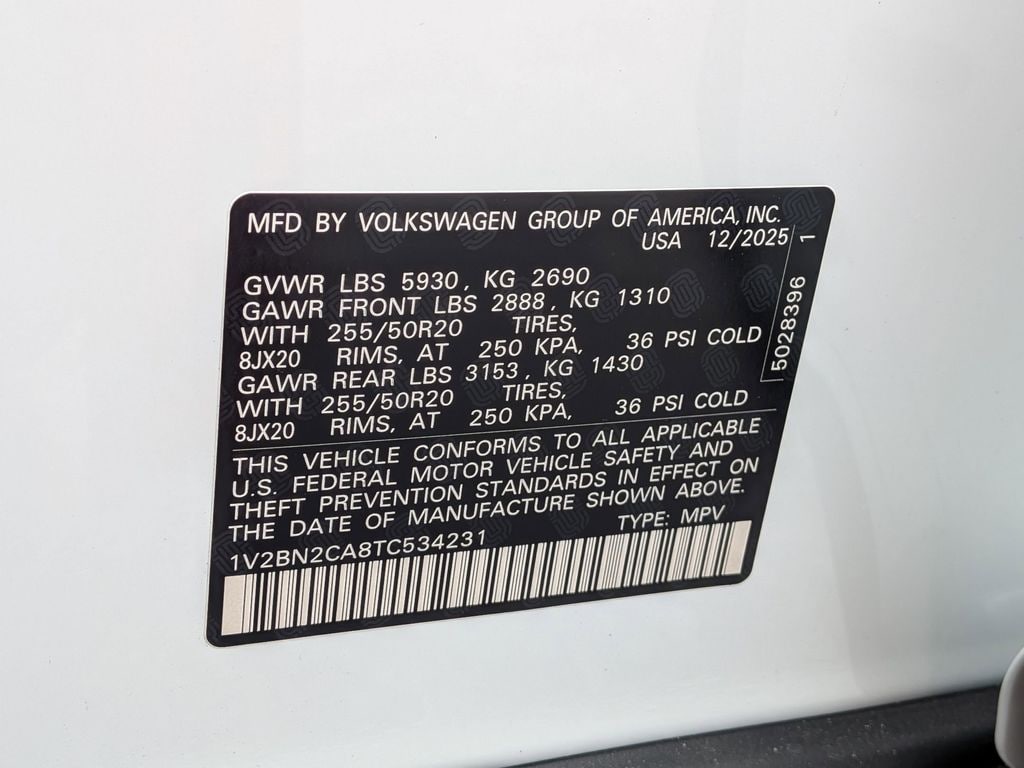 MFD BY VOLKSWAGEN GROUP OF AMERICA, INC.
USA 12/2025
GVWR LBS 5930, KG 2690
GAWR FRONT LBS 2888, KG 1310
WITH 255/50R20 TIRES,
8JX20 RIMS, AT 250 KPA, 36 PSI COLD
GAWR REAR LBS 3153, KG 1430
WITH 255/50R20 TIRES,
8JX20 RIMS, AT 250 KPA, 36 PSI COLD
5028396 1
THIS VEHICLE CONFORMS TO ALL APPLICABLE
U.S. FEDERAL MOTOR VEHICLE SAFETY AND
THEFT PREVENTION STANDARDS IN EFFECT ON
THE DATE OF MANUFACTURE SHOWN ABOVE.
1V2BN2CA8TC534231 TYPE: MPV